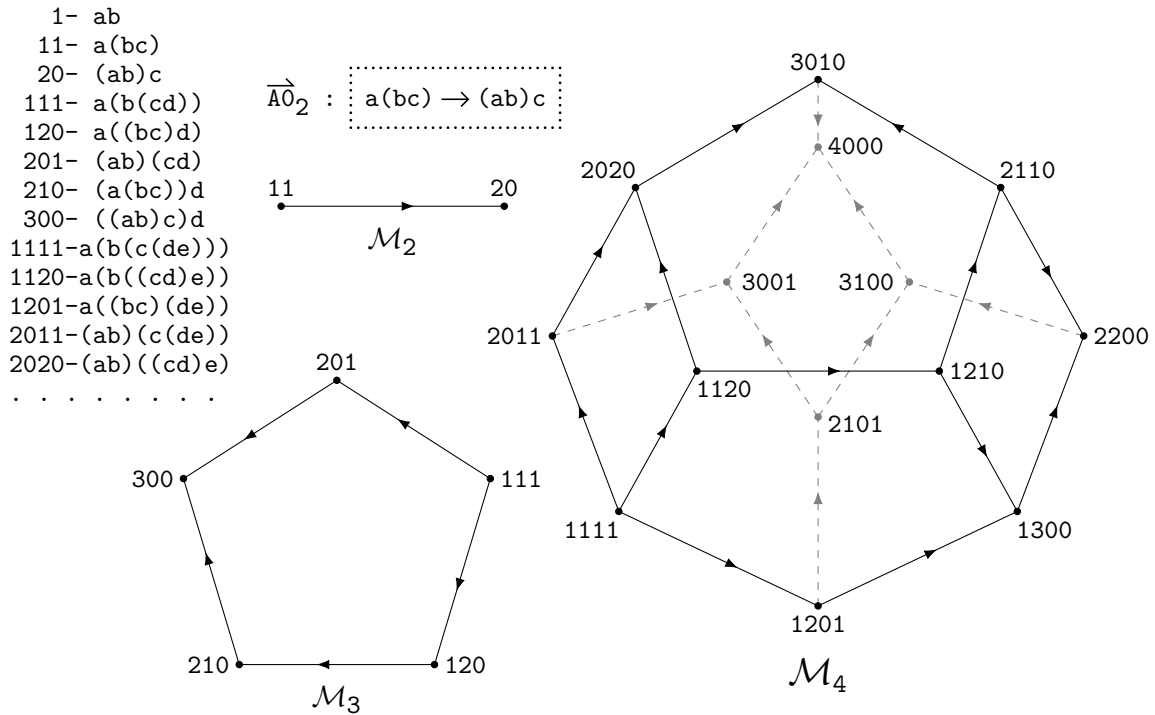 1- ab
11- a(bc)
20- (ab)c
111- a(b(cd))
120- a((bc)d)
201- (ab)(cd)
210- (a(bc))d
300- ((ab)c)d
1111-a(b(c(de)))
1120-a(b((cd)e))
1201-a((bc)(de))
2011-(ab)(c(de))
2020-(ab)((cd)e)
. . . . . . . .
AO₂ : a(bc) → (ab)c
11 20
M₂
201
300 111
210 120
M₃
3010
4000
2020 2110
3001 3100
2011 2200
1120 1210
2101
1111 1300
1201
M₄